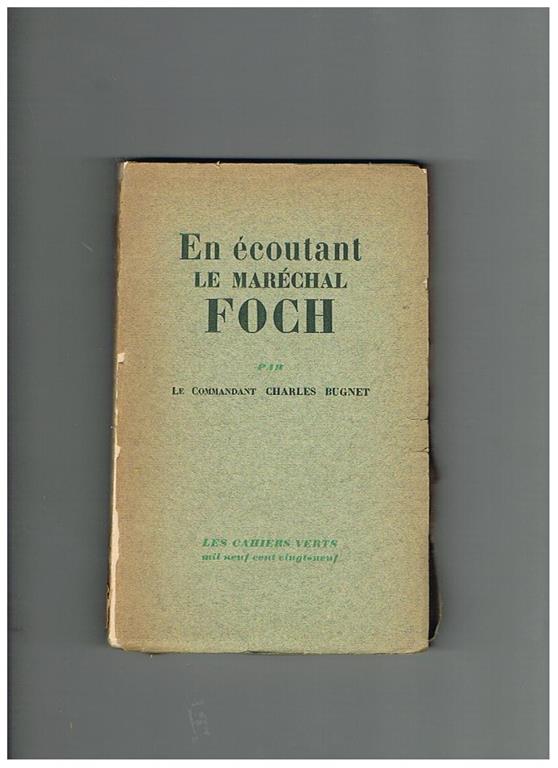 En écoutant
LE MARÉCHAL
FOCH
PAR
LE COMMANDANT CHARLES BUGNET
LES CAHIERS VERTS
mil neuf cent vingt-neuf